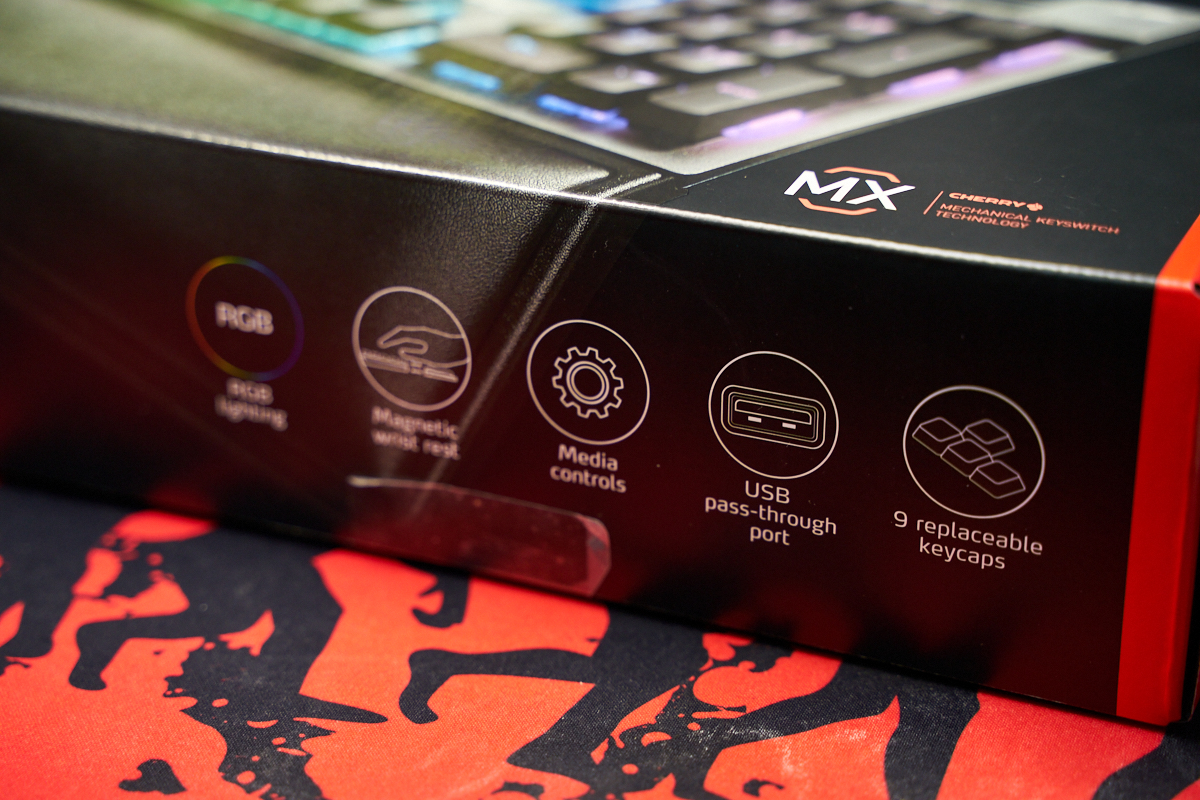 MX
CHERRY
MECHANICAL KEYSWITCH
TECHNOLOGY
RGB
RGB
lighting
Magnetic
wrist rest
Media
controls
USB
pass-through
port
9 replaceable
keycaps